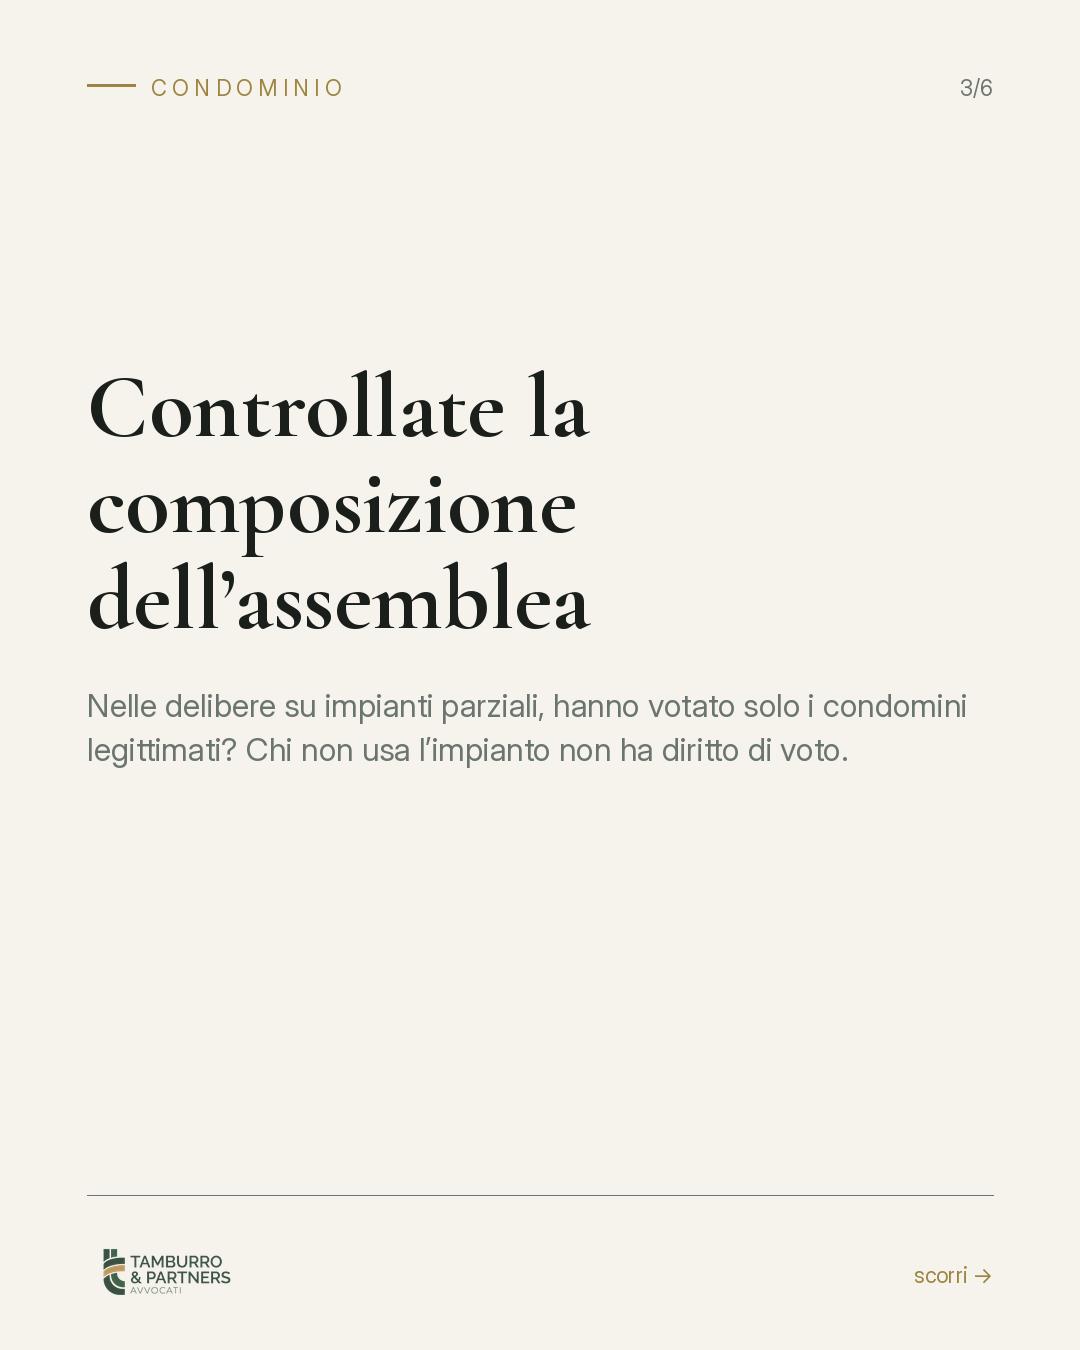 CONDOMINIO
3/6
Controllate la
composizione
dell’assemblea
Nelle delibere su impianti parziali, hanno votato solo i condomini
legittimati? Chi non usa l’impianto non ha diritto di voto.
TAMBURRO
& PARTNERS
AVVOCATI
scorri →